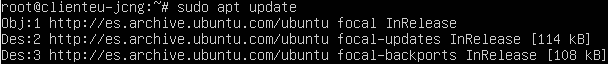 root@clienteu-jcng:~# sudo apt update
Obj:1 http://es.archive.ubuntu.com/ubuntu focal InRelease
Des:2 http://es.archive.ubuntu.com/ubuntu focal-updates InRelease [114 kB]
Des:3 http://es.archive.ubuntu.com/ubuntu focal-backports InRelease [108 kB]